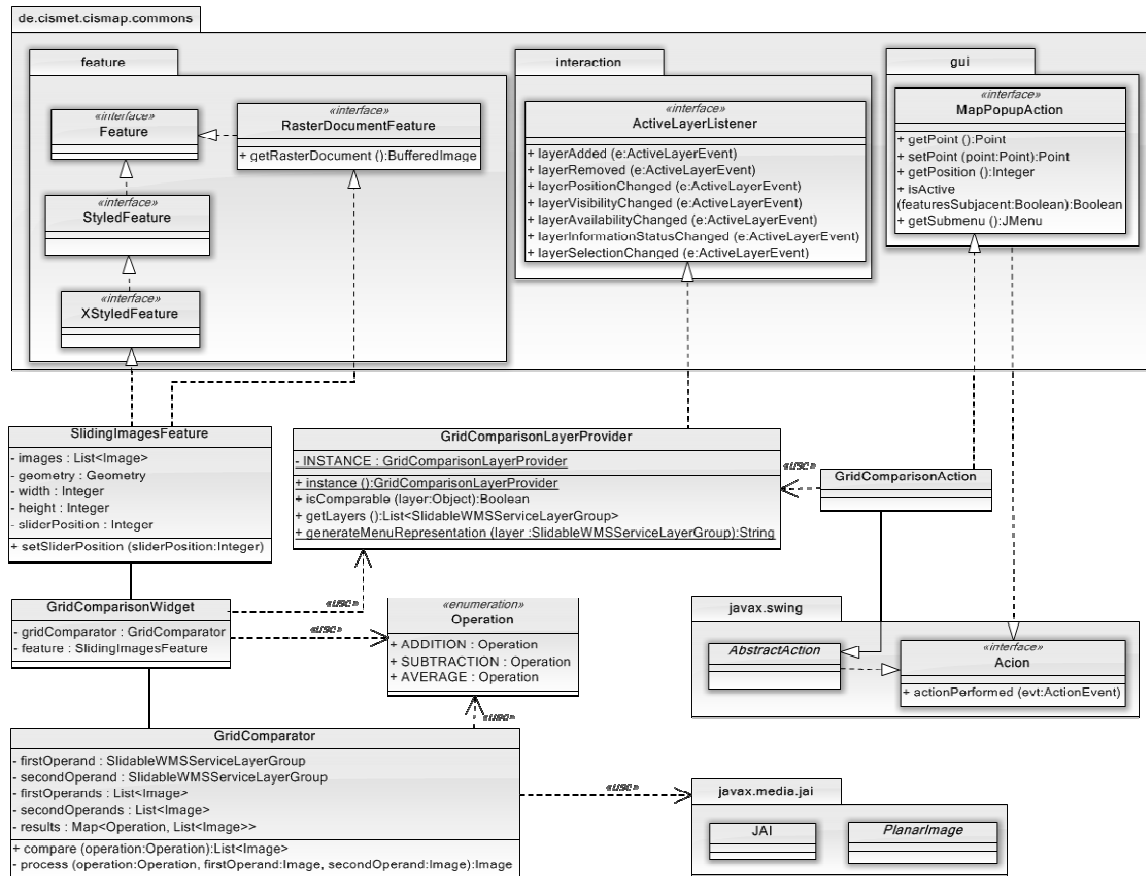 de.cismet.cismap.commons
feature
«interface»
Feature
«interface»
RasterDocumentFeature
+ getRasterDocument ():BufferedImage
«interface»
StyledFeature
«interface»
XStyledFeature
interaction
«interface»
ActiveLayerListener
+ layerAdded (e:ActiveLayerEvent)
+ layerRemoved (e:ActiveLayerEvent)
+ layerPositionChanged (e:ActiveLayerEvent)
+ layerVisibilityChanged (e:ActiveLayerEvent)
+ layerAvailabilityChanged (e:ActiveLayerEvent)
+ layerInformationStatusChanged (e:ActiveLayerEvent)
+ layerSelectionChanged (e:ActiveLayerEvent)
gui
«interface»
MapPopupAction
+ getPoint ():Point
+ setPoint (point:Point):Point
+ getPosition ():Integer
+ isActive
(featuresSubjacent:Boolean):Boolean
+ getSubmenu ():JMenu
SlidingImagesFeature
- images : List<Image>
- geometry : Geometry
- width : Integer
- height : Integer
- sliderPosition : Integer
+ setSliderPosition (sliderPosition:Integer)
GridComparisonLayerProvider
- INSTANCE : GridComparisonLayerProvider
+ instance ():GridComparisonLayerProvider
+ isComparable (layer:Object):Boolean
+ getLayers ():List<SlidableWMSServiceLayerGroup>
+ generateMenuRepresentation (layer :SlidableWMSServiceLayerGroup):String
«use»
GridComparisonAction
GridComparisonWidget
- gridComparator : GridComparator
- feature : SlidingImagesFeature
«use»
«use»
«enumeration»
Operation
+ ADDITION : Operation
+ SUBTRACTION : Operation
+ AVERAGE : Operation
«use»
javax.swing
AbstractAction
«interface»
Acion
+ actionPerformed (evt:ActionEvent)
GridComparator
- firstOperand : SlidableWMSServiceLayerGroup
- secondOperand : SlidableWMSServiceLayerGroup
- firstOperands : List<Image>
- secondOperands : List<Image>
- results : Map<Operation, List<Image>>
+ compare (operation:Operation):List<Image>
- process (operation:Operation, firstOperand:Image, secondOperand:Image):Image
«use»
javax.media.jai
JAI
PlanarImage